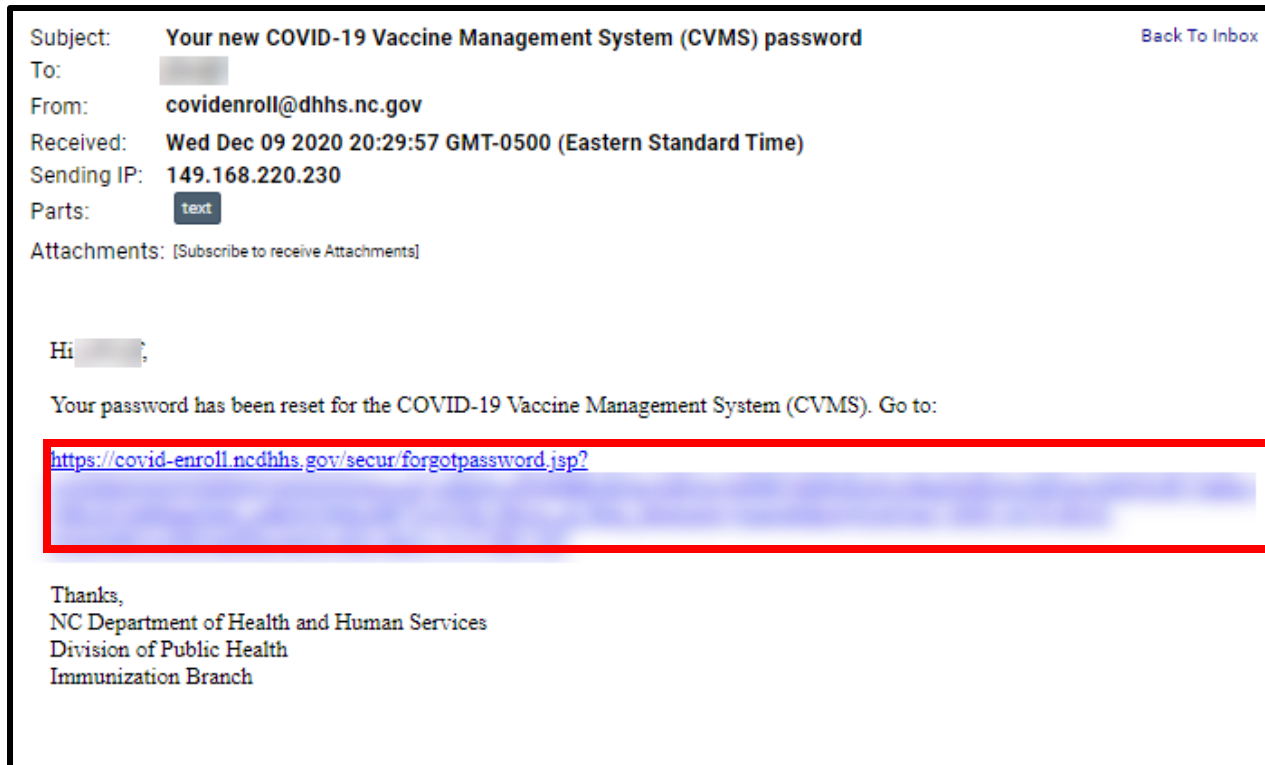 Subject: Your new COVID-19 Vaccine Management System (CVMS) password Back To Inbox
To:
From: covidenroll@dhhs.nc.gov
Received: Wed Dec 09 2020 20:29:57 GMT-0500 (Eastern Standard Time)
Sending IP: 149.168.220.230
Parts: text
Attachments: [Subscribe to receive Attachments]
Hi ,
Your password has been reset for the COVID-19 Vaccine Management System (CVMS). Go to:
https://covid-enroll.ncdhhs.gov/secur/forgotpassword.jsp?
Thanks,
NC Department of Health and Human Services
Division of Public Health
Immunization Branch